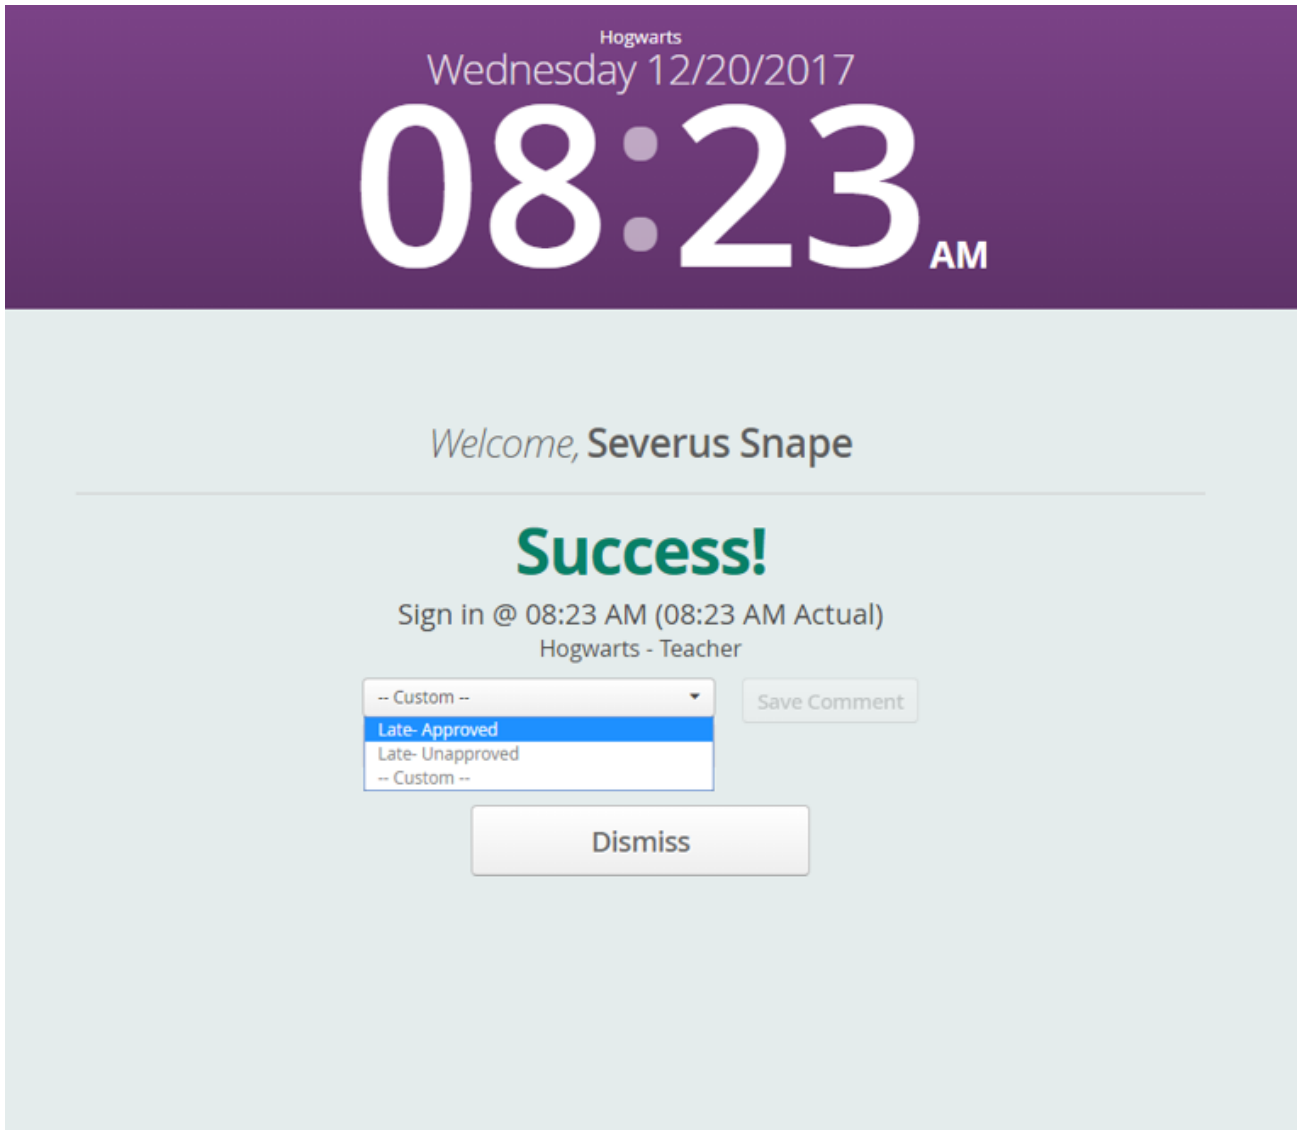 Hogwarts
Wednesday 12/20/2017
08:23 AM
Welcome, Severus Snape
Success!
Sign in @ 08:23 AM (08:23 AM Actual)
Hogwarts - Teacher
-- Custom --
Save Comment
Late- Approved
Late- Unapproved
-- Custom --
Dismiss